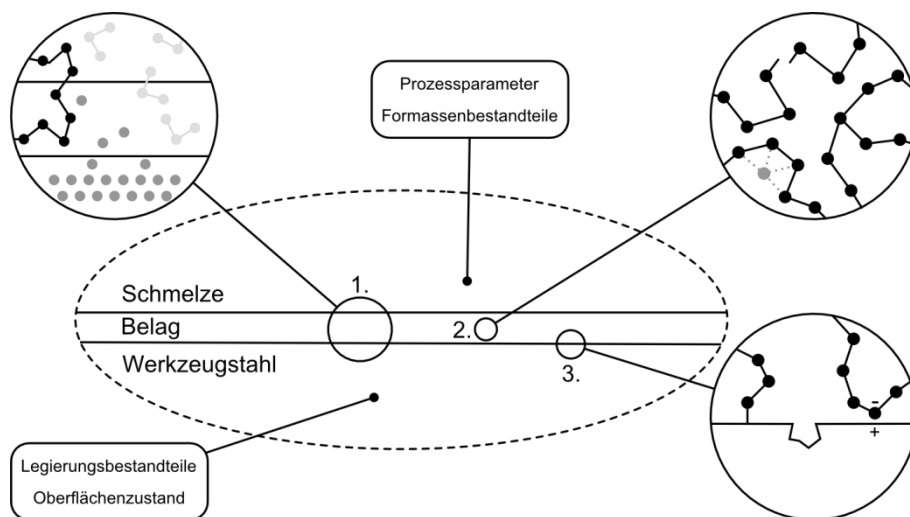 Prozessparameter
Formassenbestandteile
1.
Schmelze
Belag
2.
Werkzeugstahl
3.
-
+
Legierungsbestandteile
Oberflächenzustand